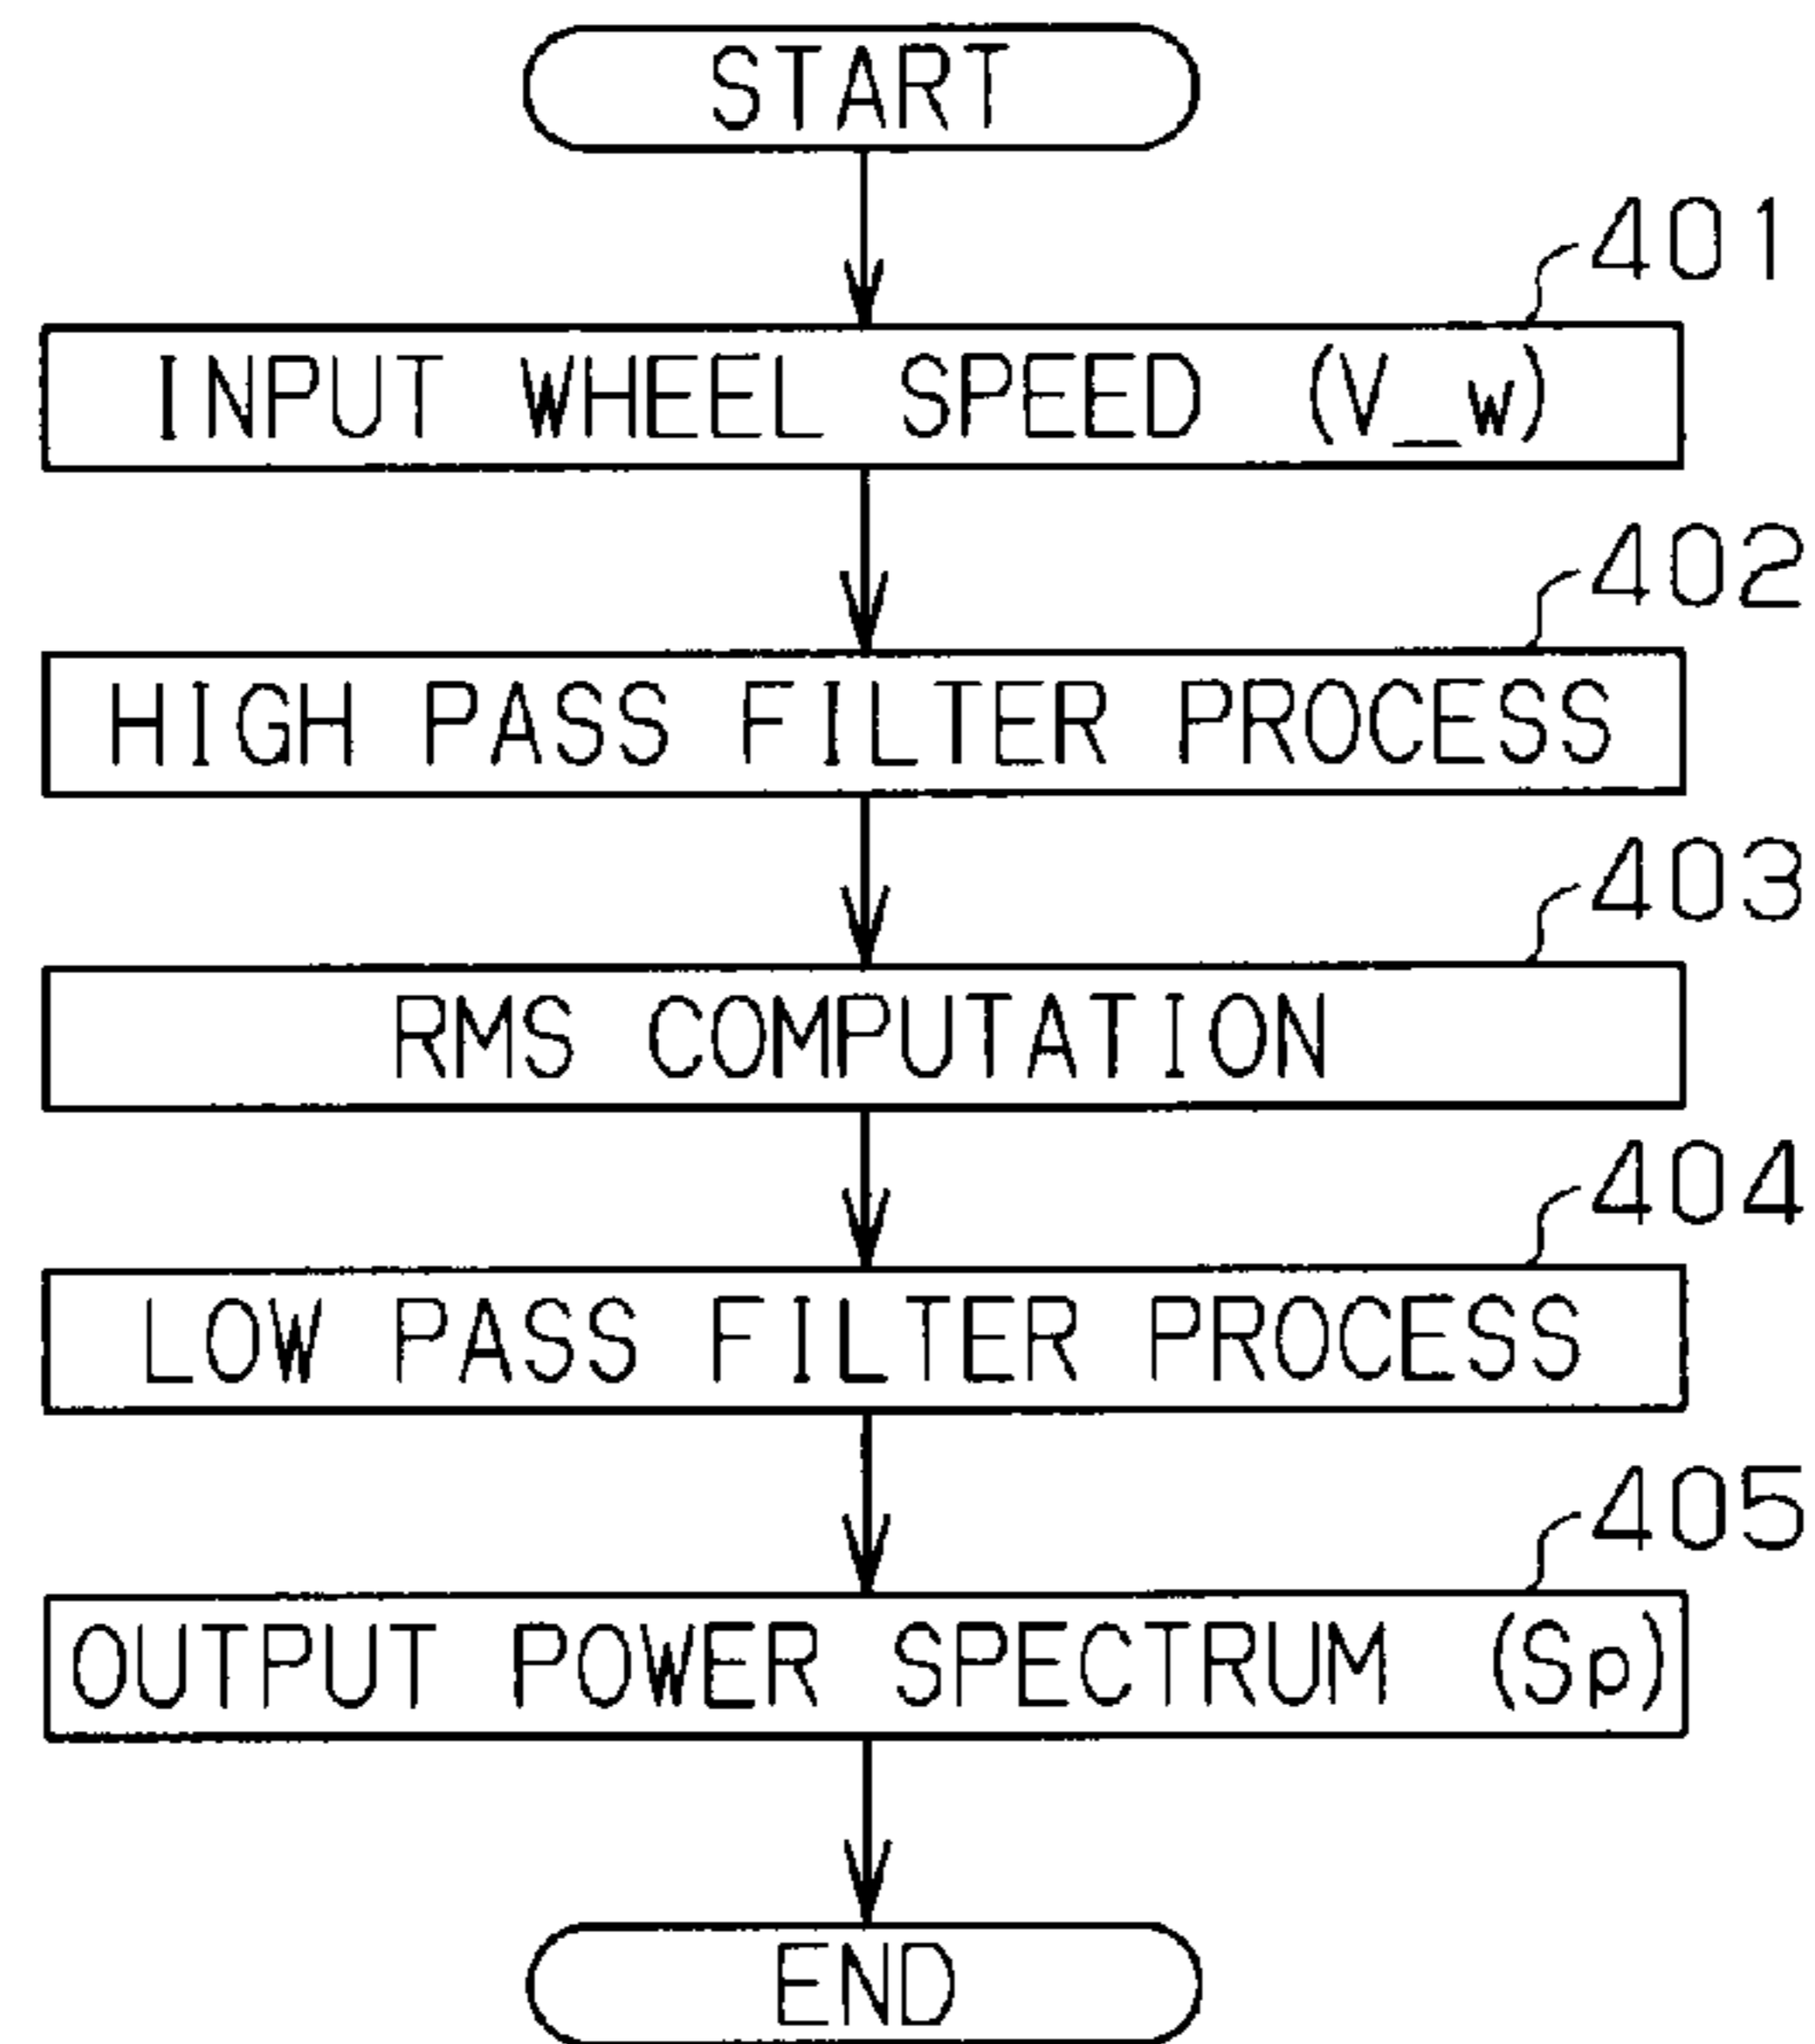 START
401
INPUT WHEEL SPEED (V_w)
402
HIGH PASS FILTER PROCESS
403
RMS COMPUTATION
404
LOW PASS FILTER PROCESS
405
OUTPUT POWER SPECTRUM (Sp)
END